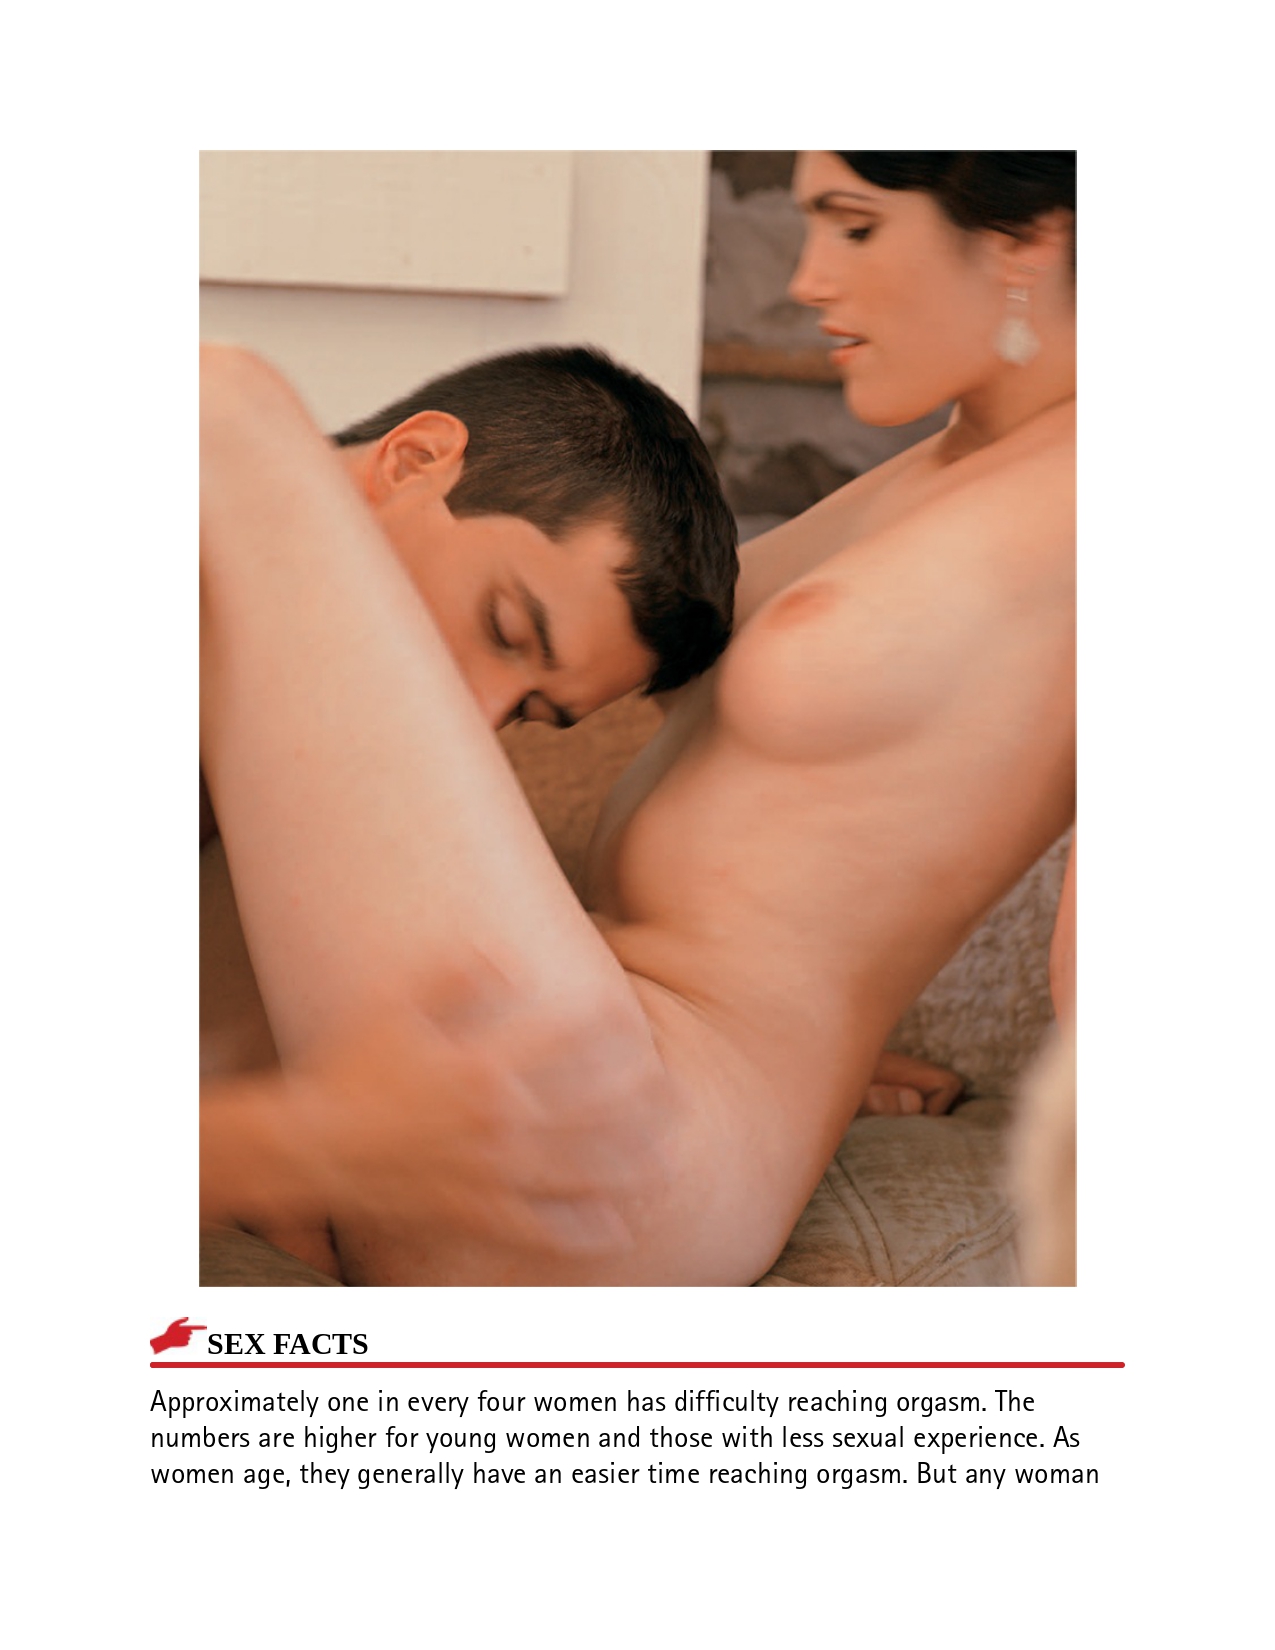 SEX FACTS
Approximately one in every four women has difficulty reaching orgasm. The
numbers are higher for young women and those with less sexual experience. As
women age, they generally have an easier time reaching orgasm. But any woman